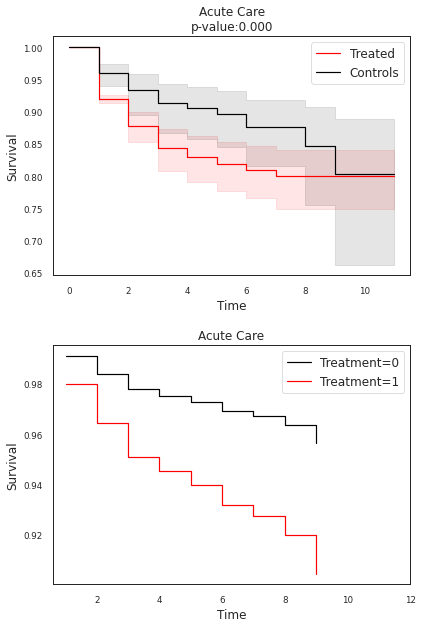 Acute Care
p-value:0.000
Treated
Controls
1.00
0.95
0.90
0.85
0.80
0.75
0.70
0.65
Survival
0 2 4 6 8 10
Time
Acute Care
Treatment=0
Treatment=1
0.98
0.96
0.94
0.92
Survival
2 4 6 8 10 12
Time